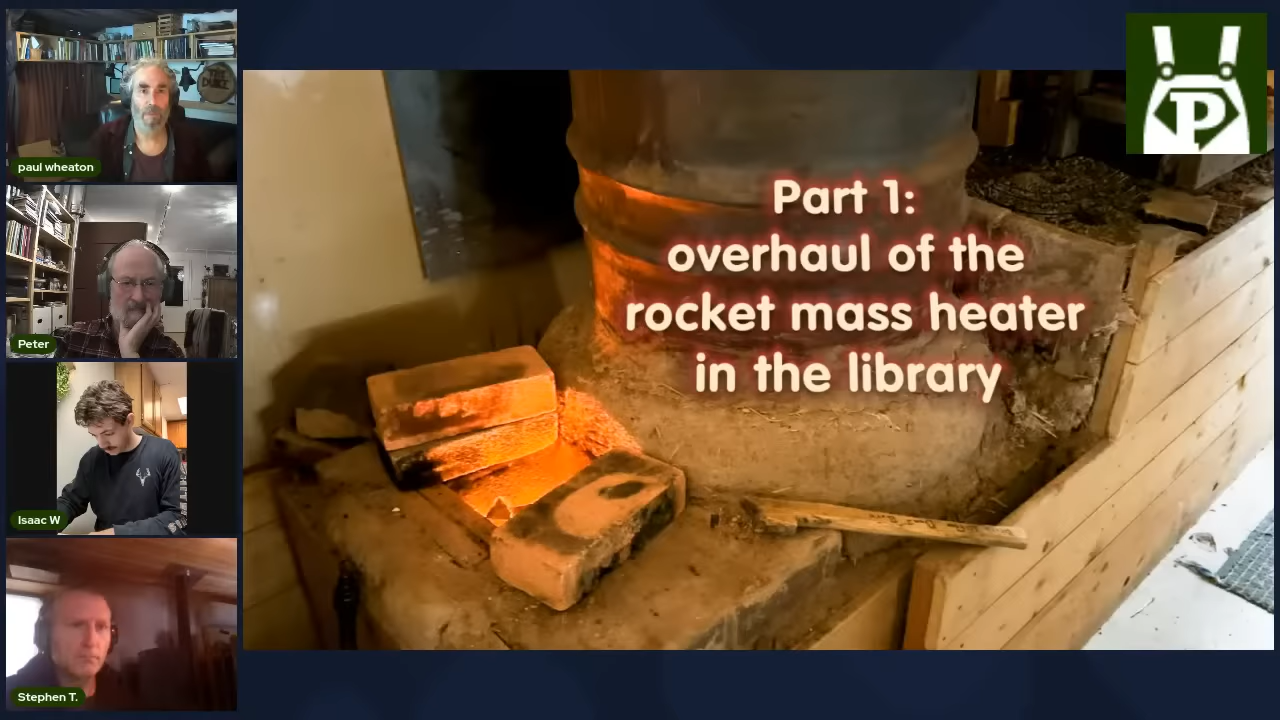 paul wheaton
Peter
Isaac W
Stephen T.
Part 1:
overhaul of the
rocket mass heater
in the library
P